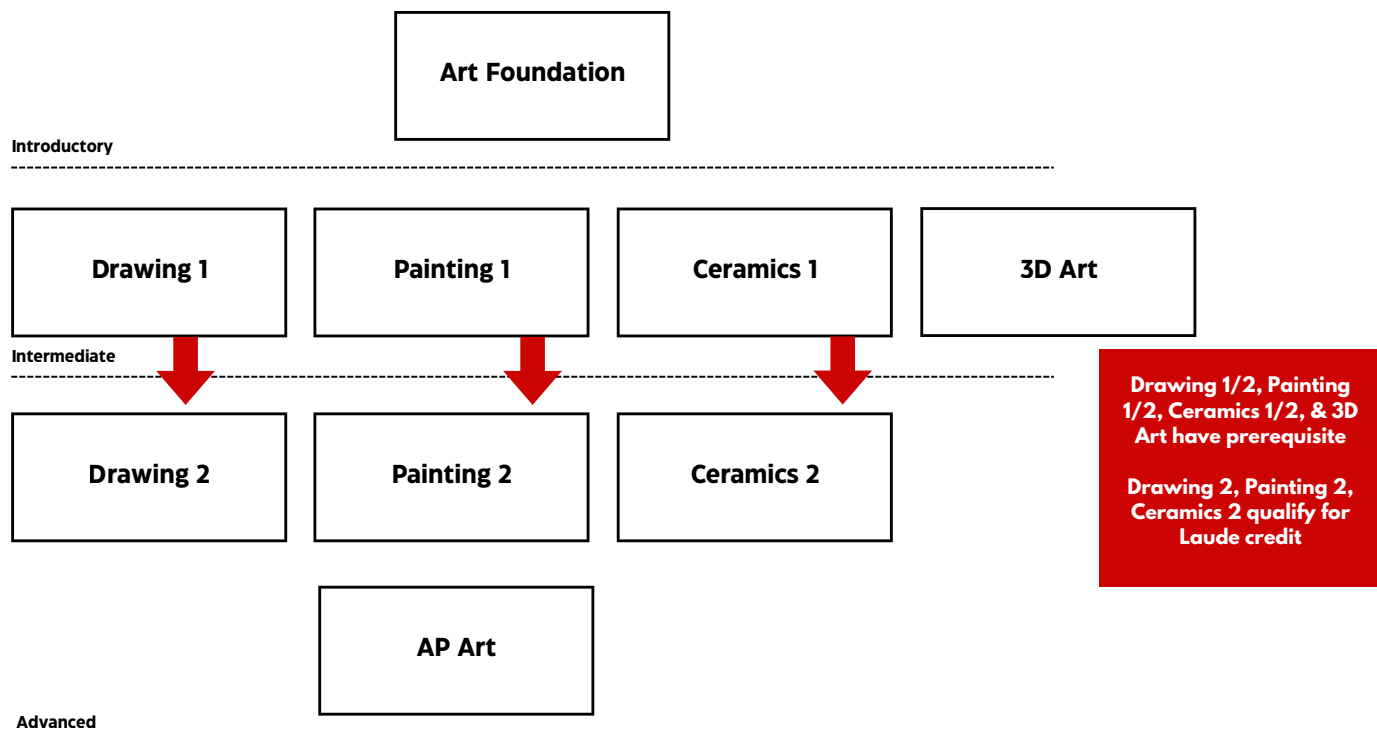 Art Foundation
Introductory
Drawing 1
Painting 1
Ceramics 1
3D Art
Intermediate
Drawing 2
Painting 2
Ceramics 2
Drawing 1/2, Painting
1/2, Ceramics 1/2, & 3D
Art have prerequisite
Drawing 2, Painting 2,
Ceramics 2 qualify for
Laude credit
AP Art
Advanced